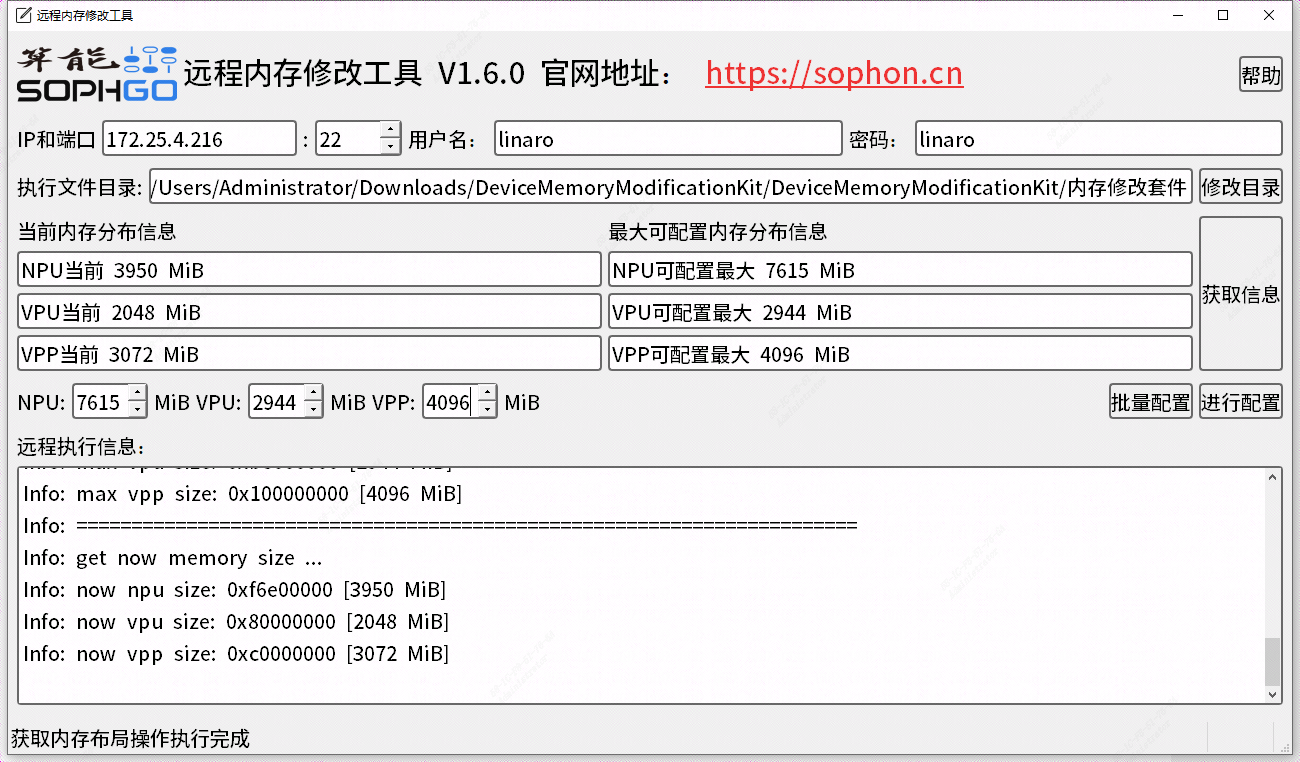 远程内存修改工具
算能
SOPHGO
远程内存修改工具 V1.6.0 官网地址： https://sophon.cn
帮助
IP和端口 172.25.4.216 : 22 用户名： linaro 密码： linaro
执行文件目录: /Users/Administrator/Downloads/DeviceMemoryModificationKit/DeviceMemoryModificationKit/内存修改套件 修改目录
当前内存分布信息 最大可配置内存分布信息
NPU当前 3950 MiB NPU可配置最大 7615 MiB
VPU当前 2048 MiB VPU可配置最大 2944 MiB
VPP当前 3072 MiB VPP可配置最大 4096 MiB
获取信息
NPU: 7615 MiB VPU: 2944 MiB VPP: 4096 MiB 批量配置 进行配置
远程执行信息：
Info: max vpp size: 0x100000000 [4096 MiB]
Info: =======================================================================
Info: get now memory size ...
Info: now npu size: 0xf6e00000 [3950 MiB]
Info: now vpu size: 0x80000000 [2048 MiB]
Info: now vpp size: 0xc0000000 [3072 MiB]
获取内存布局操作执行完成